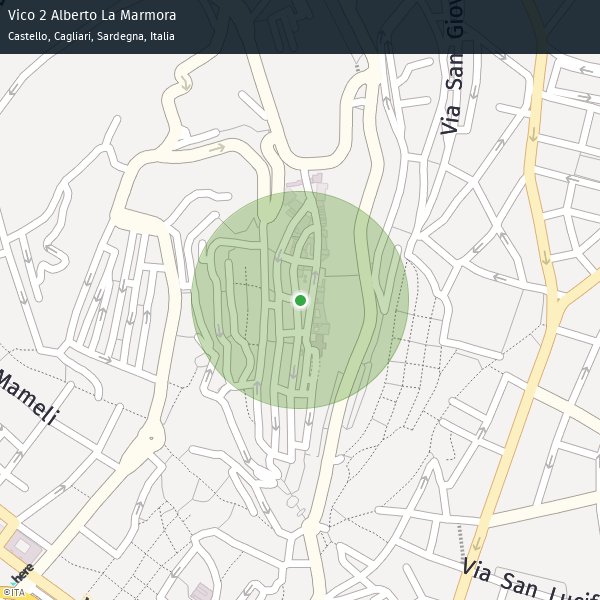 Vico 2 Alberto La Marmora
Castello, Cagliari, Sardegna, Italia
Via San Giov
Mameli
Via San Lucif
here
©ITA